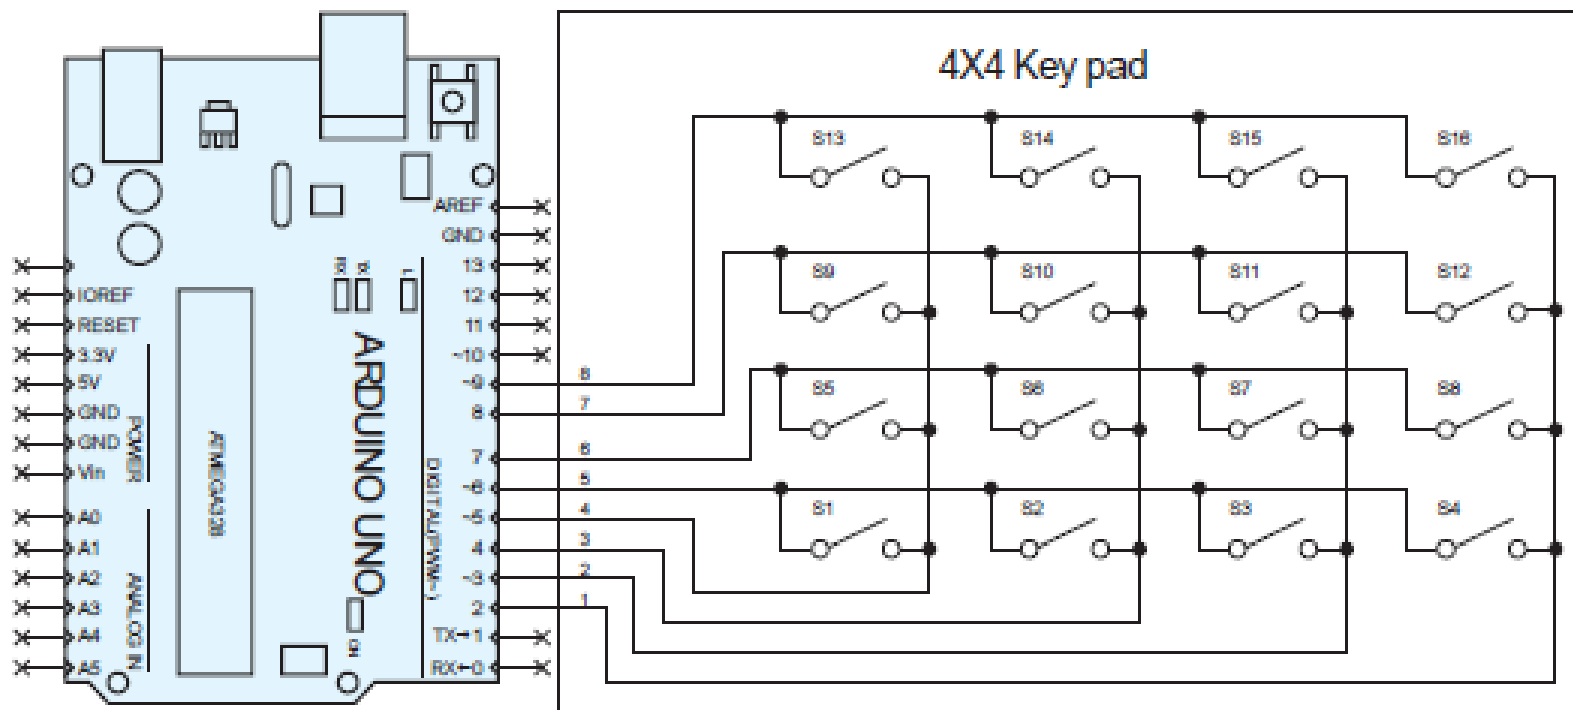 4X4 Key pad
S13 S14 S15 S16
S9 S10 S11 S12
S5 S6 S7 S8
S1 S2 S3 S4
AREF
GND
13
12
11
~10
~9
8
7
~6
~5
4
~3
2
TX→1
RX←0
8
7
6
5
4
3
2
1
IOREF
RESET
3.3V
5V
GND
GND
Vin
A0
A1
A2
A3
A4
A5
POWER
ANALOG IN
ATMEGA328
ARDUINO UNO
DIGITAL(PWM~)
RX
TX
L
ON